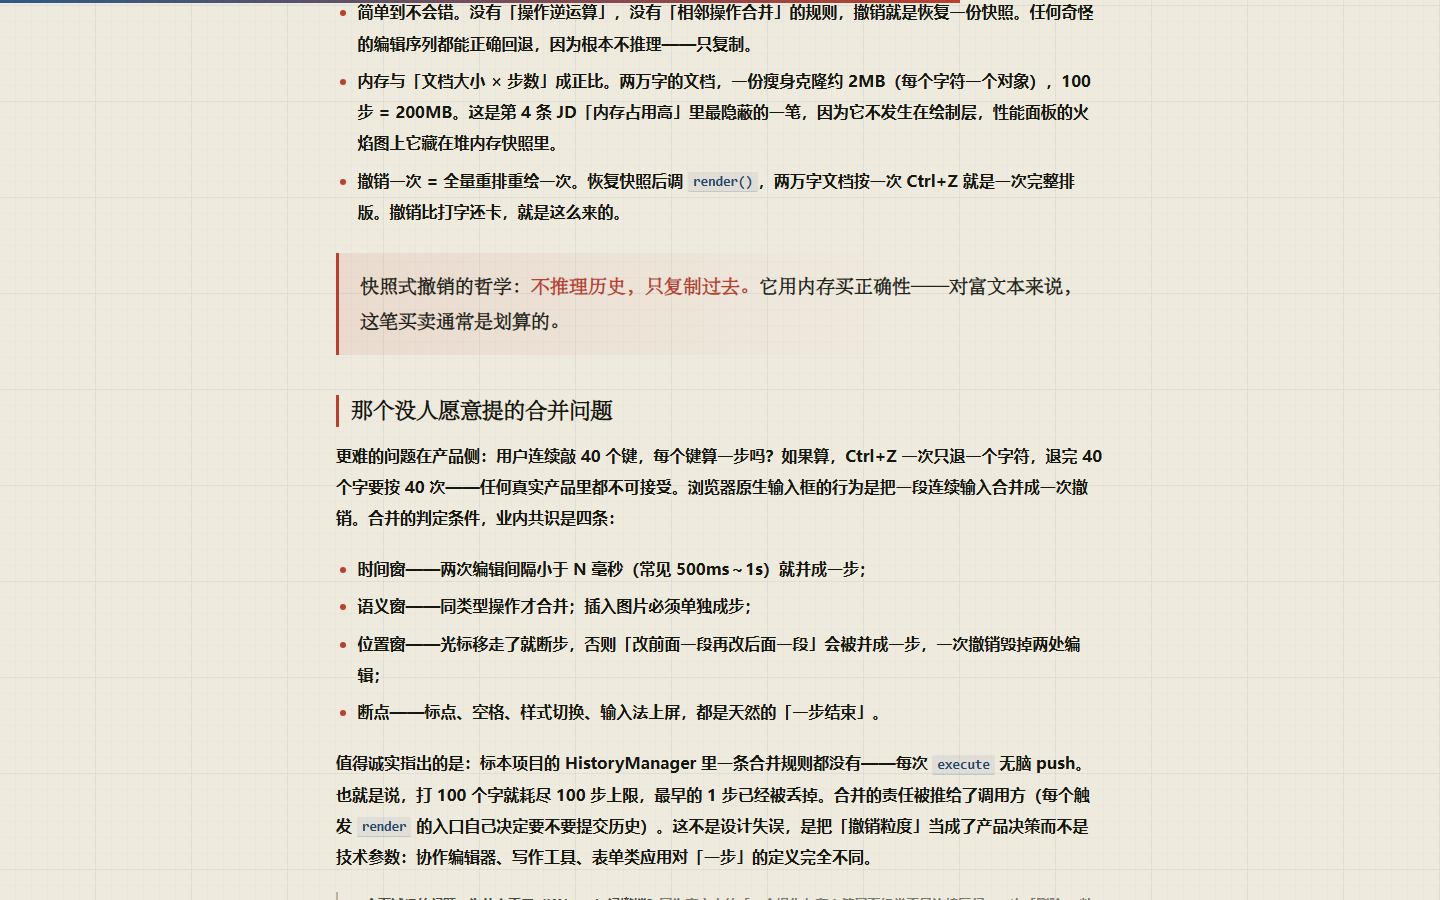 简单到不会错。没有「操作逆运算」，没有「相邻操作合并」的规则，撤销就是恢复一份快照。任何奇怪
的编辑序列都能正确回退，因为根本不推理——只复制。
内存与「文档大小 × 步数」成正比。两万字的文档，一份瘦身克隆约 2MB（每个字符一个对象），100
步 = 200MB。这是第 4 条 JD「内存占用高」里最隐蔽的一笔，因为它不发生在绘制层，性能面板的火
焰图上它藏在堆内存快照里。
撤销一次 = 全量重排重绘一次。恢复快照后调 render()，两万字文档按一次 Ctrl+Z 就是一次完整排
版。撤销比打字还卡，就是这么来的。
快照式撤销的哲学：不推理历史，只复制过去。它用内存买正确性——对富文本来说，
这笔买卖通常是划算的。
那个没人愿意提的合并问题
更难的问题在产品侧：用户连续敲 40 个键，每个键算一步吗？如果算，Ctrl+Z 一次只退一个字符，退完 40
个字要按 40 次——任何真实产品里都不可接受。浏览器原生输入框的行为是把一段连续输入合并成一次撤
销。合并的判定条件，业内共识是四条：
时间窗——两次编辑间隔小于 N 毫秒（常见 500ms ~ 1s）就并成一步；
语义窗——同类型操作才合并；插入图片必须单独成步；
位置窗——光标移走了就断步，否则「改前面一段再改后面一段」会被并成一步，一次撤销毁掉两处编
辑；
断点——标点、空格、样式切换、输入法上屏，都是天然的「一步结束」。
值得诚实指出的是：标本项目的 HistoryManager 里一条合并规则都没有——每次 execute 无脑 push。
也就是说，打 100 个字就耗尽 100 步上限，最早的 1 步已经被丢掉。合并的责任被推给了调用方（每个触
发 render 的入口自己决定要不要提交历史）。这不是设计失误，是把「撤销粒度」当成了产品决策而不是
技术参数：协作编辑器、写作工具、表单类应用对「一步」的定义完全不同。